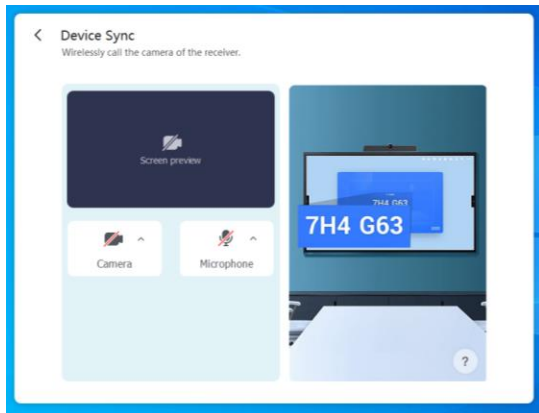 Device Sync
Wirelessly call the camera of the receiver.
Screen preview
Camera
Microphone
7H4 G63
7H4 G63
?